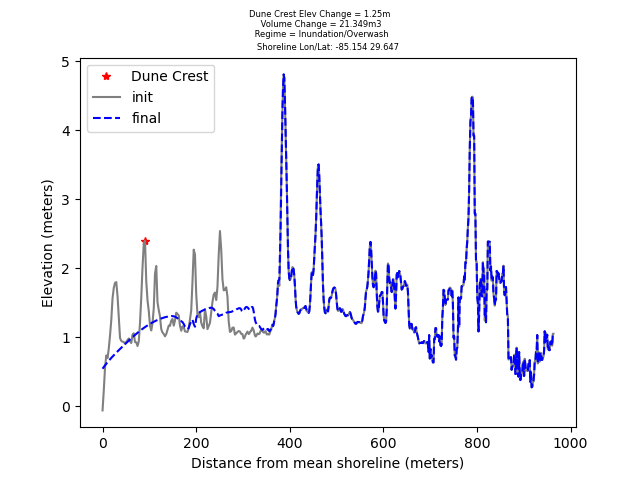 Dune Crest Elev Change = 1.25m
Volume Change = 21.349m3
Regime = Inundation/Overwash
Shoreline Lon/Lat: -85.154 29.647
Dune Crest
init
final
Elevation (meters)
5
4
3
2
1
0
0 200 400 600 800 1000
Distance from mean shoreline (meters)